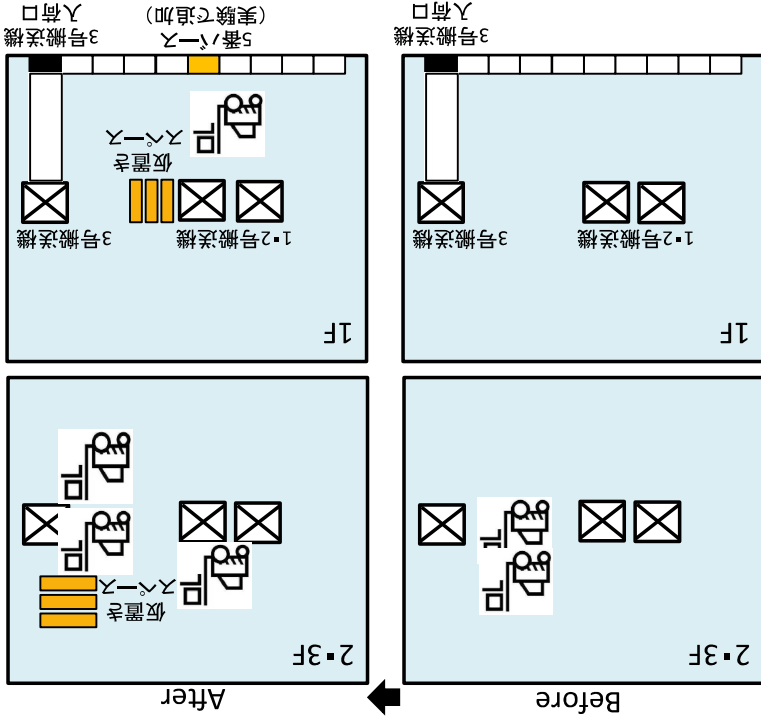 Before
After
2・3F
2・3F
仮置き
スペース
1F
1・2号搬送機
3号搬送機
3号搬送機
入荷口
1F
1・2号搬送機
3号搬送機
仮置き
スペース
5番バース
(実験で追加)
3号搬送機
入荷口